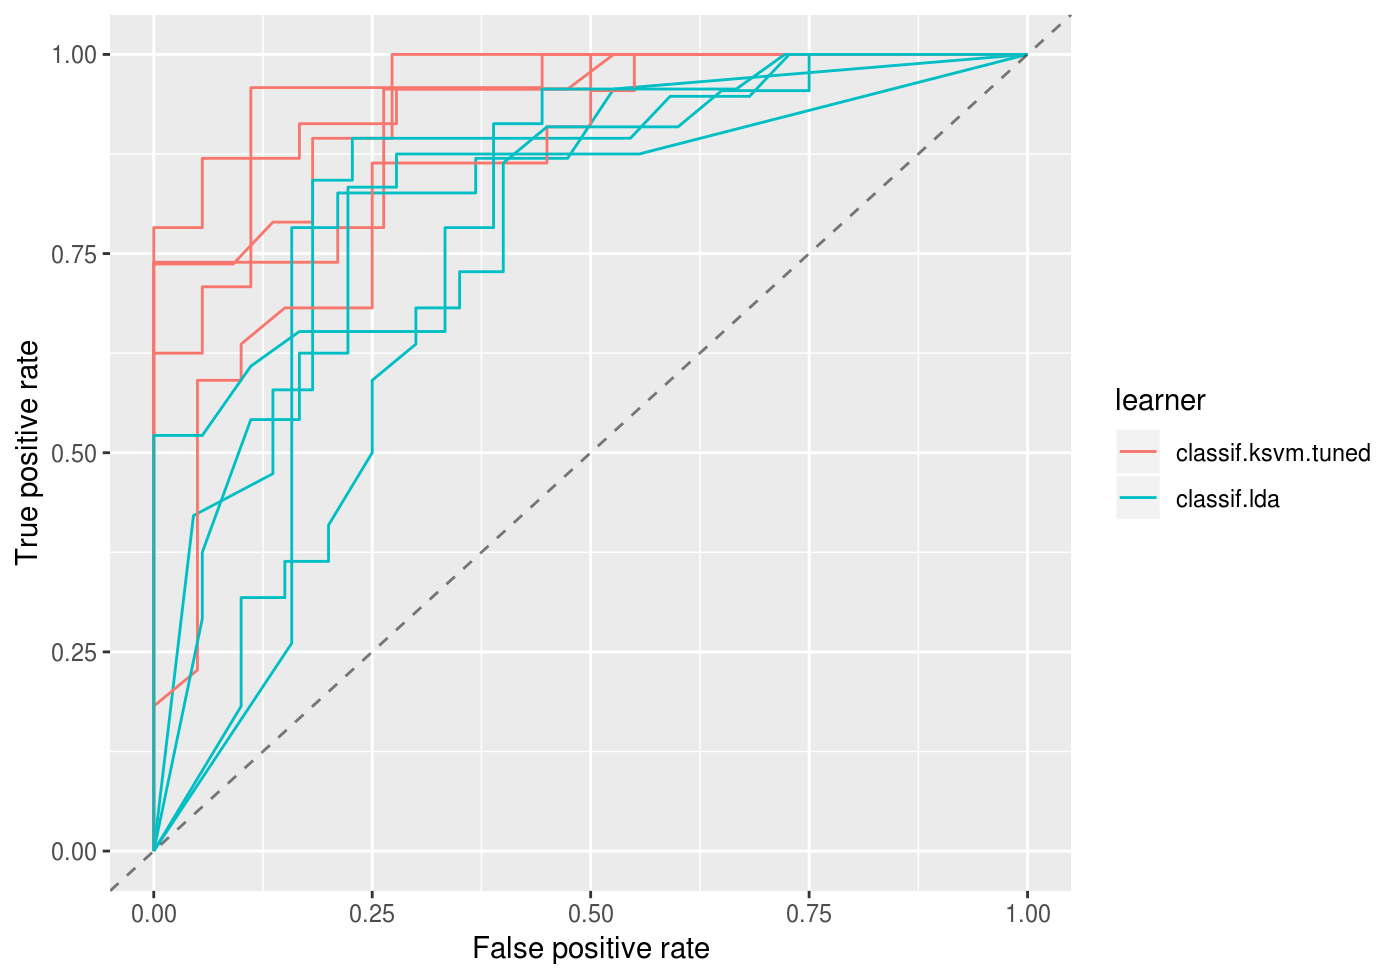 1.00
0.75
0.50
0.25
0.00
True positive rate
0.00 0.25 0.50 0.75 1.00
False positive rate
learner
classif.ksvm.tuned
classif.lda